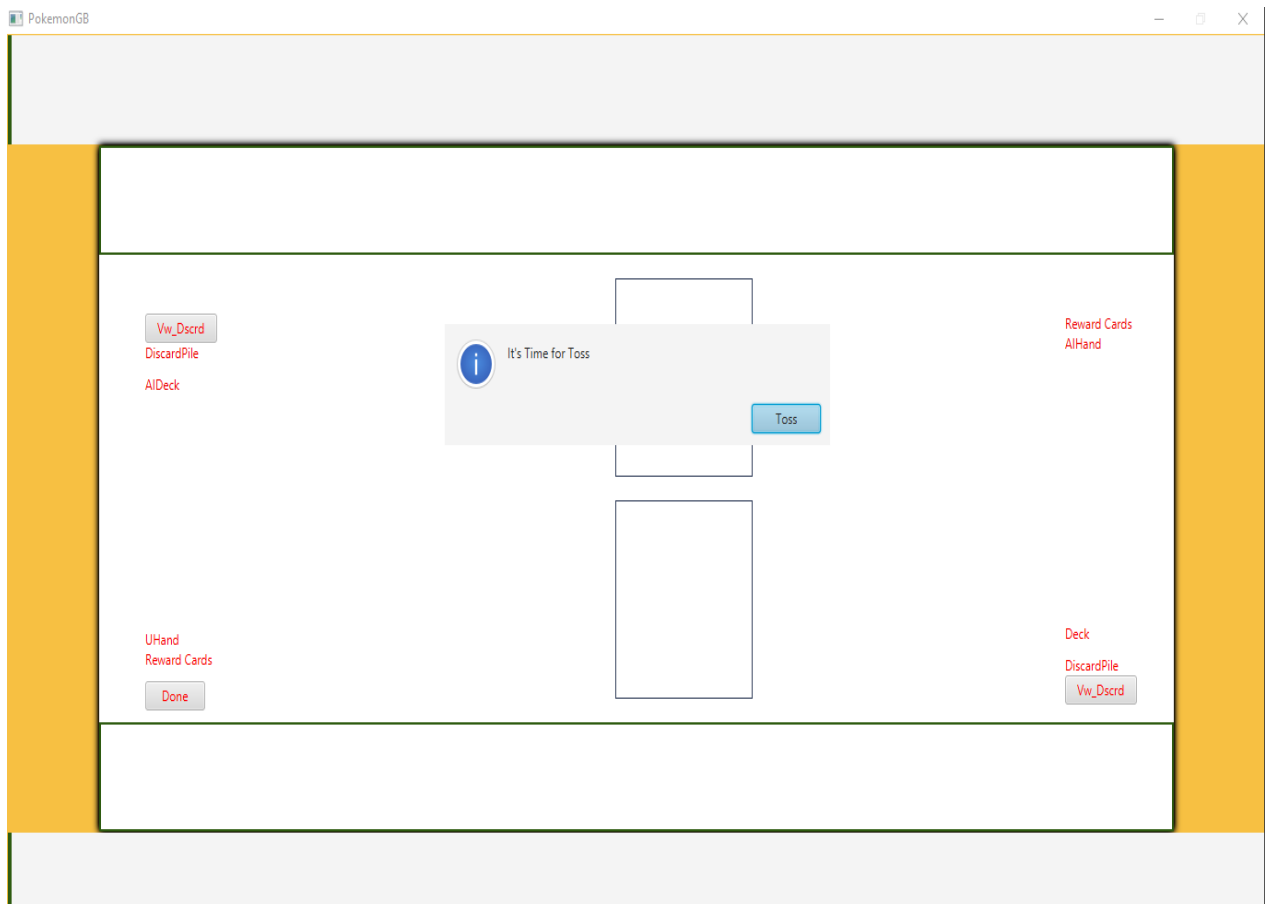 PokemonGB
Vw_Dscrd
DiscardPile
AIDeck
It's Time for Toss
Toss
Reward Cards
AIHand
UHand
Reward Cards
Done
Deck
DiscardPile
Vw_Dscrd